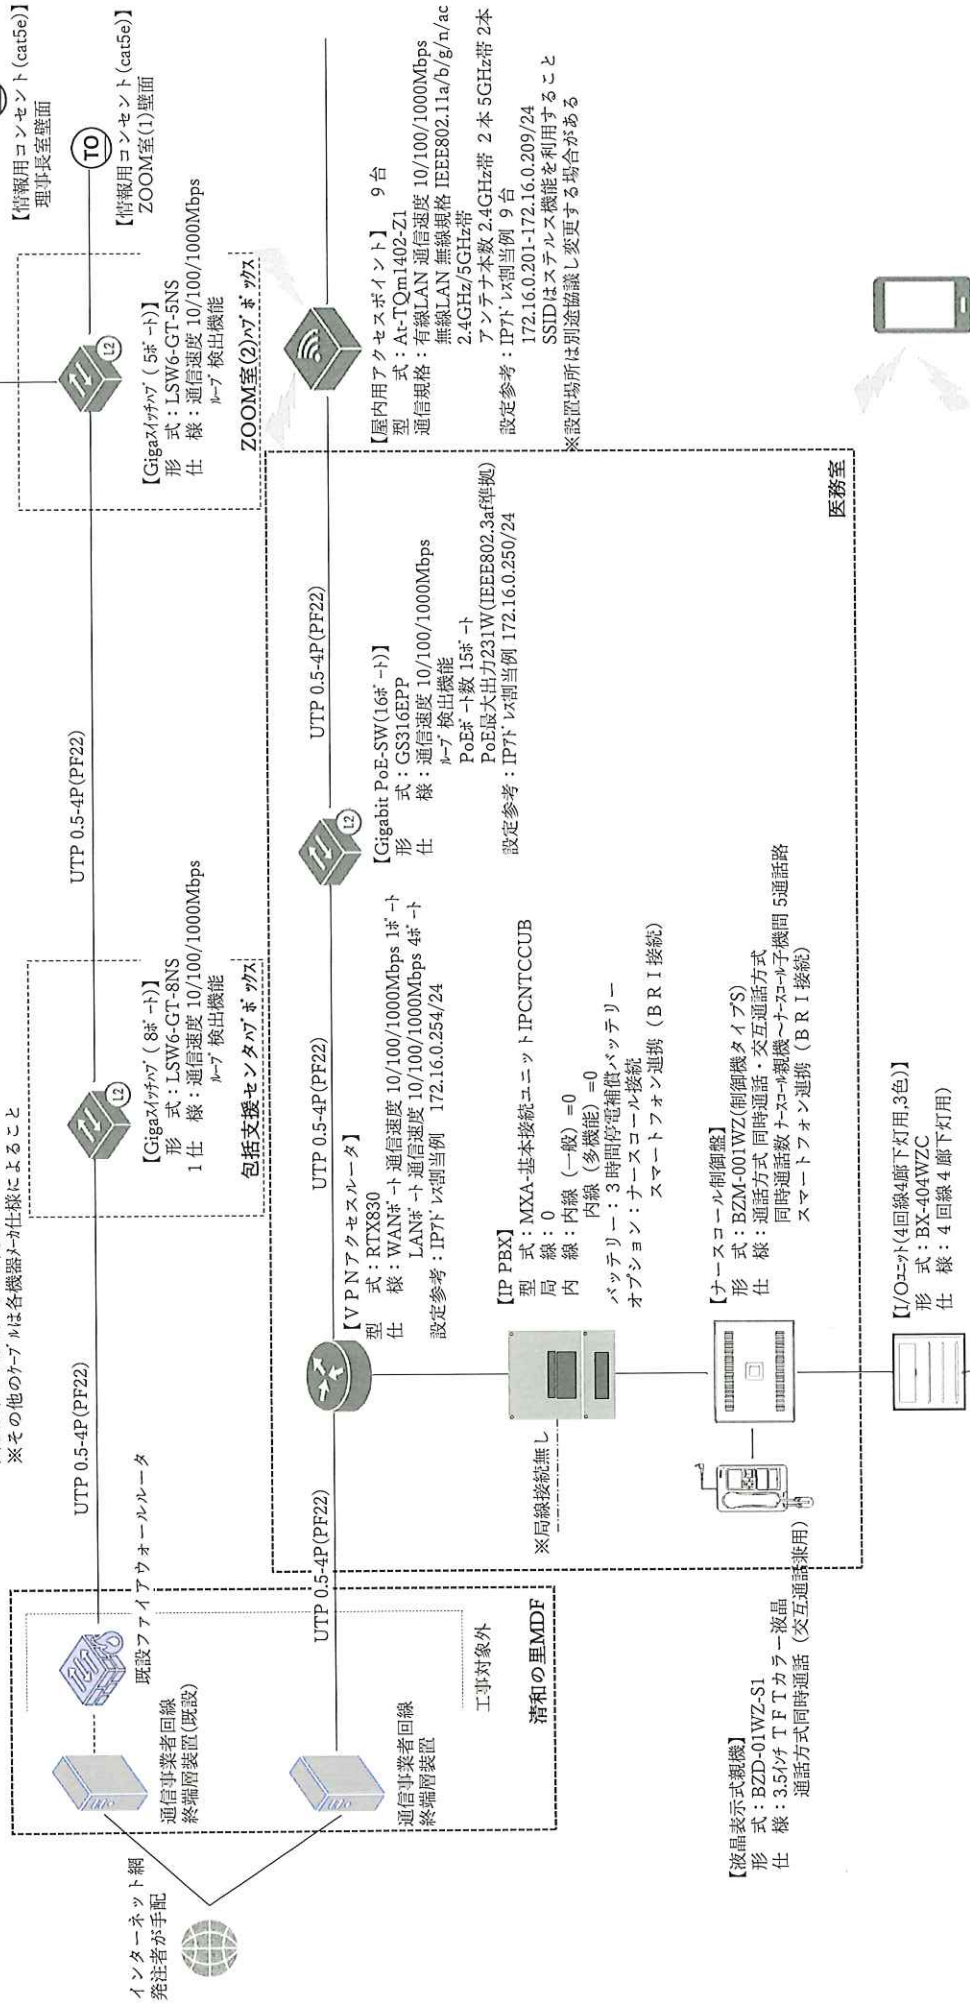 ※その他のケーブルは各機器メーカ仕様によること
インターネット網
発注者が手配
通信事業者回線
終端層装置(既設)
既設ファイアウォールルータ
通信事業者回線
終端層装置
工事対象外
清和の里MDF
UTP 0.5-4P(PF22)
【Gigaスイッチハブ(8ポート)】
形　式：LSW6-GT-8NS
1 仕　様：通信速度 10/100/1000Mbps
ループ検出機能
包括支援センタハブボックス
UTP 0.5-4P(PF22)
【Gigaスイッチハブ(5ポート)】
形　式：LSW6-GT-5NS
仕　様：通信速度 10/100/1000Mbps
ループ検出機能
ZOOM室(2)ハブボックス
【情報用コンセント(cat5e)】
理事長室壁面
TO
【情報用コンセント(cat5e)】
ZOOM室(1)壁面
L2
L2
UTP 0.5-4P(PF22)
【ＶＰＮアクセスルータ】
型　式：RTX830
仕　様：WANポート 通信速度 10/100/1000Mbps 1ポート
LANポート 通信速度 10/100/1000Mbps 4ポート
設定参考：IPアドレス割当例　172.16.0.254/24
UTP 0.5-4P(PF22)
L2
【Gigabit PoE-SW(16ポート)】
形　式：GS316EPP
仕　様：通信速度 10/100/1000Mbps
ループ検出機能
PoEポート数 15ポート
PoE最大出力231W(IEEE802.3af準拠)
設定参考：IPアドレス割当例 172.16.0.250/24
UTP 0.5-4P(PF22)
【屋内用アクセスポイント】　9台
型　式：At-TQm1402-Z1
通信規格：有線LAN 通信速度 10/100/1000Mbps
無線LAN 無線規格 IEEE802.11a/b/g/n/ac
2.4GHz/5GHz帯
アンテナ本数 2.4GHz帯 2本 5GHz帯 2本
設定参考：IPアドレス割当例 9台
172.16.0.201-172.16.0.209/24
SSIDはステルス機能を利用すること
※設置場所は別途協議し変更する場合がある
【IP PBX】
型　式：MXA-基本接続ユニットIPCNTCCUB
局　線：0
内　線：内線（一般）=0
内線（多機能）=0
バッテリー：３時間停電補償バッテリー
オプション：ナースコール接続
スマートフォン連携（ＢＲＩ接続）
※局線接続無し
【ナースコール制御盤】
形　式：BZM-001WZ(制御機タイプS)
仕　様：通話方式 同時通話・交互通話方式
同時通話数 ナースコール親機～ナースコール子機間 5通話路
スマートフォン連携（ＢＲＩ接続）
医務室
【液晶表示式親機】
形　式：BZD-01WZ-S1
仕　様：3.5インチＴＦＴカラー液晶
通話方式同時通話（交互通話兼用）
【I/Oユニット(4回線4廊下灯用,3色)】
形　式：BX-404WZC
仕　様：４回線４廊下灯用）
UTP 0.5-4P(PF22)